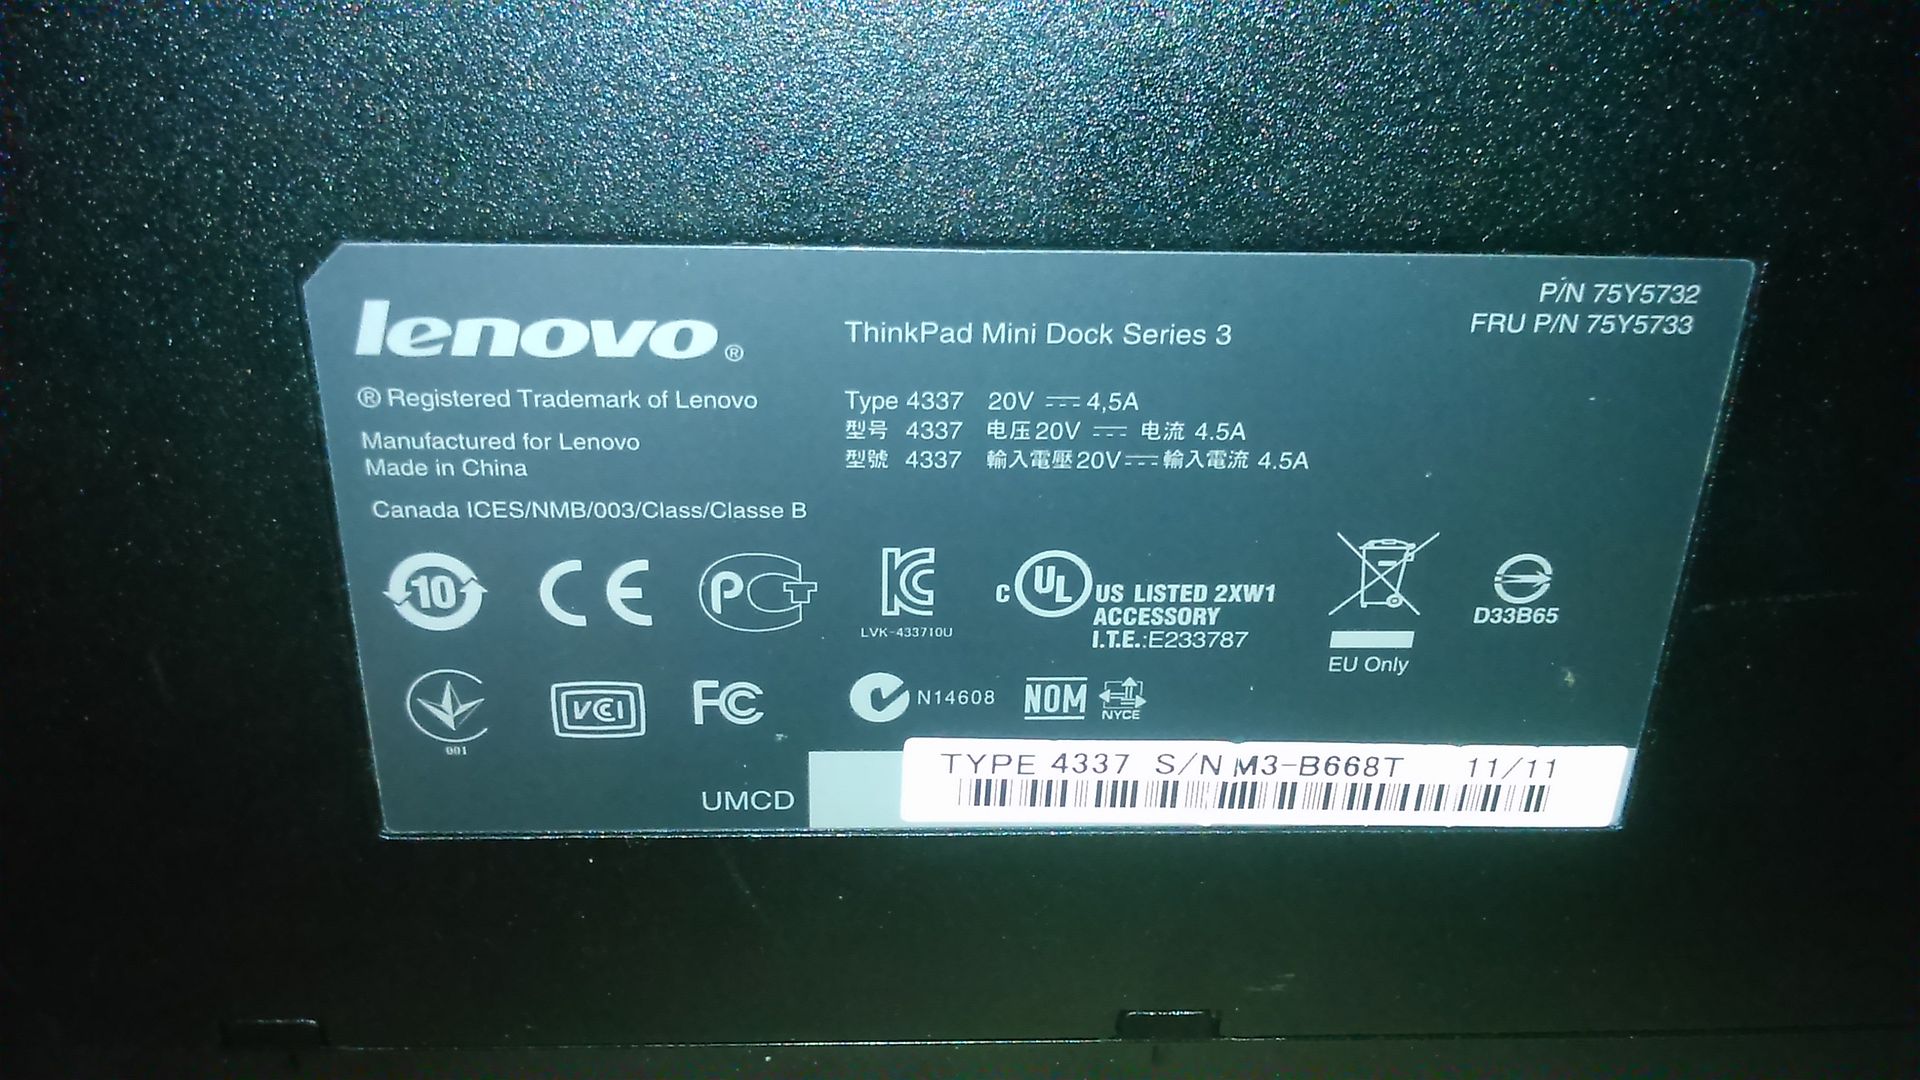 lenovo ®
® Registered Trademark of Lenovo
Manufactured for Lenovo
Made in China
Canada ICES/NMB/003/Class/Classe B
ThinkPad Mini Dock Series 3
P/N 75Y5732
FRU P/N 75Y5733
Type 4337 20V ⎓ 4,5A
型号 4337 电压20V ⎓ 电流 4.5A
型號 4337 輸入電壓20V⎓輸入電流 4.5A
10
CE
PCT
KC
LVK-433710U
C UL US LISTED 2XW1
ACCESSORY
I.T.E.:E233787
EU Only
D33B65
001
VCI
FC
N14608
NOM
NYCE
UMCD
TYPE 4337 S/N M3-B668T 11/11